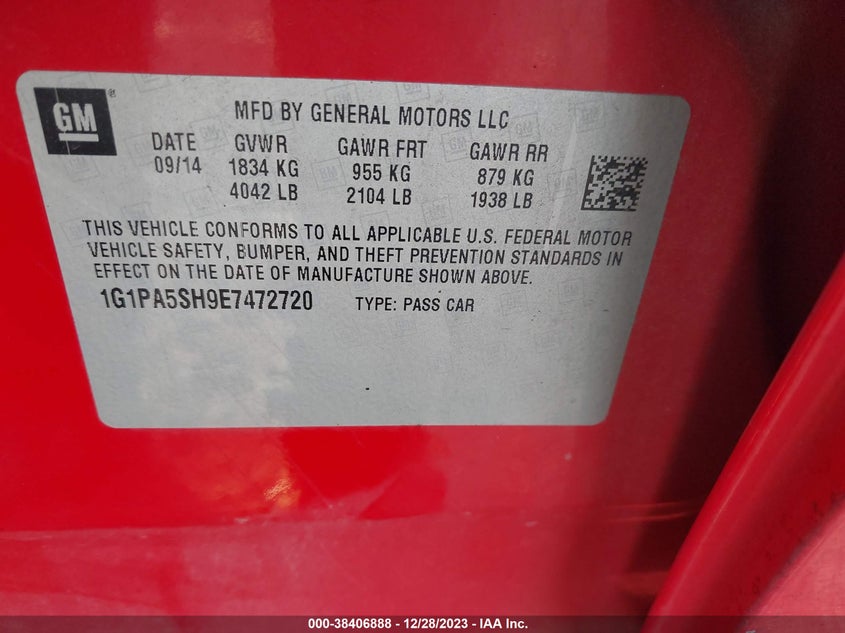 GM®
MFD BY GENERAL MOTORS LLC
DATE GVWR GAWR FRT GAWR RR
09/14 1834 KG 955 KG 879 KG
4042 LB 2104 LB 1938 LB
THIS VEHICLE CONFORMS TO ALL APPLICABLE U.S. FEDERAL MOTOR
VEHICLE SAFETY, BUMPER, AND THEFT PREVENTION STANDARDS IN
EFFECT ON THE DATE OF MANUFACTURE SHOWN ABOVE.
1G1PA5SH9E7472720 TYPE: PASS CAR
000-38406888 - 12/28/2023 - IAA Inc.